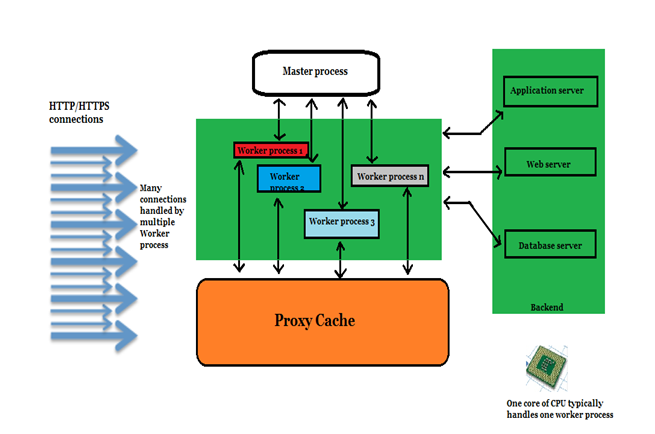 Master process
HTTP/HTTPS
connections
Many
connections
handled by
multiple
Worker
process
Worker process 1
Worker
process 2
Worker process n
Worker process 3
Proxy Cache
Application server
Web server
Database server
Backend
One core of CPU typically
handles one worker process